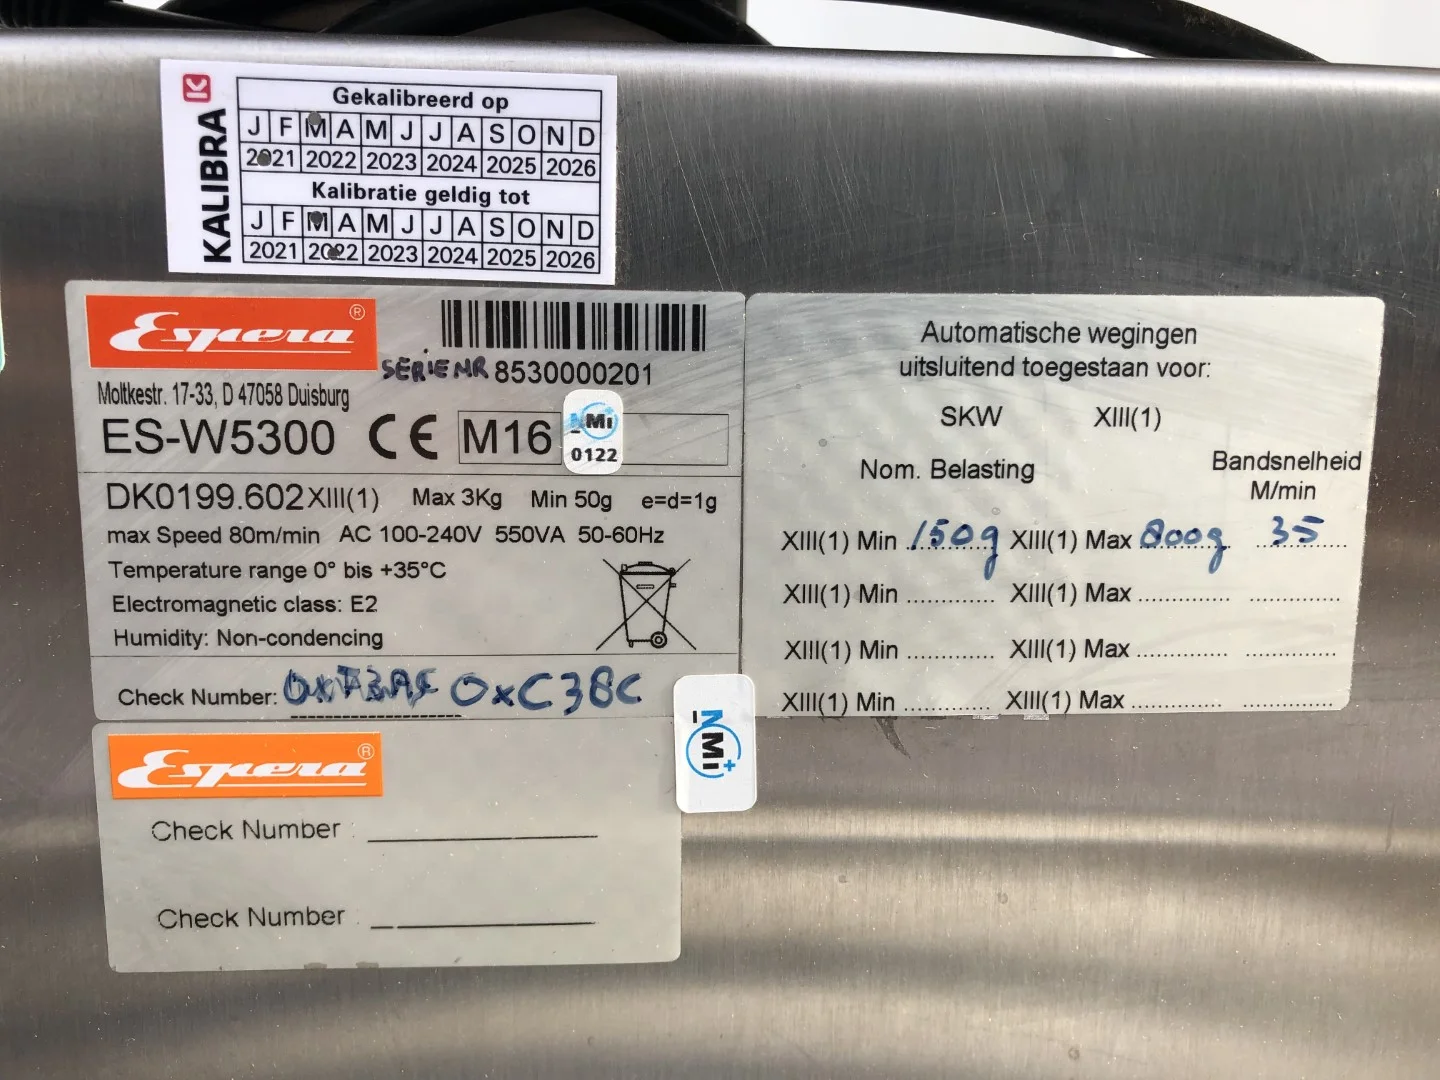 KALIBRA
Gekalibreerd op
J F M A M J J A S O N D
2021 2022 2023 2024 2025 2026
Kalibratie geldig tot
J F M A M J J A S O N D
2021 2022 2023 2024 2025 2026
Espera®
SERIENR 8530000201
Moltkestr. 17-33, D 47058 Duisburg
ES-W5300 CE M16 NMi 0122
DK0199.602XIII(1) Max 3Kg Min 50g e=d=1g
max Speed 80m/min AC 100-240V 550VA 50-60Hz
Temperature range 0° bis +35°C
Electromagnetic class: E2
Humidity: Non-condencing
Check Number: 0xC38C
Automatische wegingen
uitsluitend toegestaan voor:
SKW XIII(1)
Nom. Belasting Bandsnelheid
M/min
XIII(1) Min 150g XIII(1) Max 800g 35
XIII(1) Min ............. XIII(1) Max ............. .............
XIII(1) Min ............. XIII(1) Max ............. .............
XIII(1) Min ............. XIII(1) Max ............. .............
NMi
Espera®
Check Number :
Check Number :